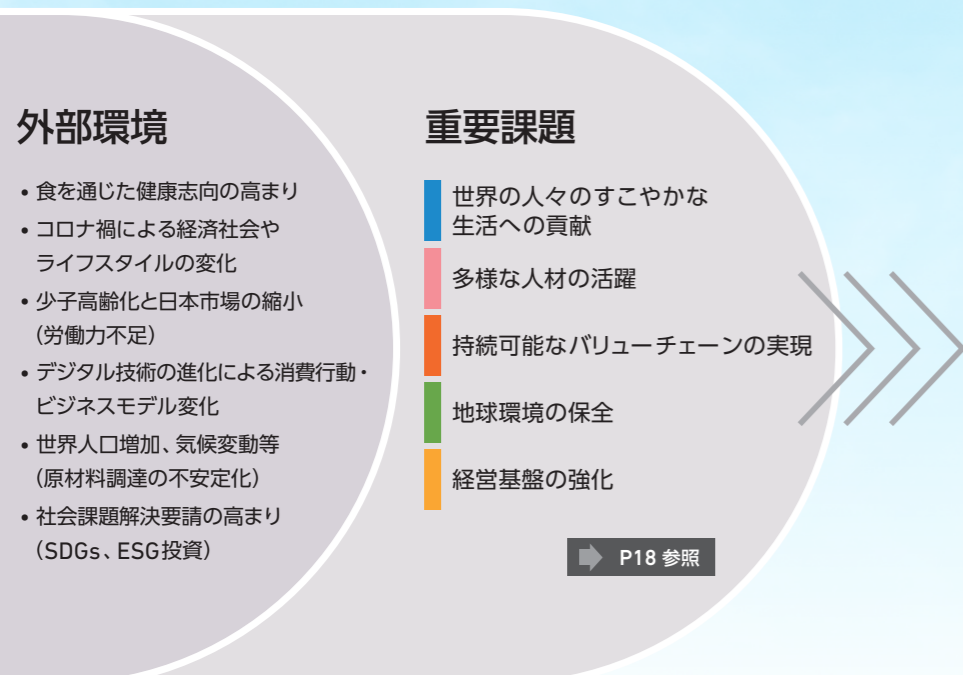 外部環境
• 食を通じた健康志向の高まり
• コロナ禍による経済社会や
ライフスタイルの変化
• 少子高齢化と日本市場の縮小
(労働力不足)
• デジタル技術の進化による消費行動・
ビジネスモデル変化
• 世界人口増加、気候変動等
(原材料調達の不安定化)
• 社会課題解決要請の高まり
(SDGs、ESG投資)
重要課題
世界の人々のすこやかな
生活への貢献
多様な人材の活躍
持続可能なバリューチェーンの実現
地球環境の保全
経営基盤の強化
P18 参照